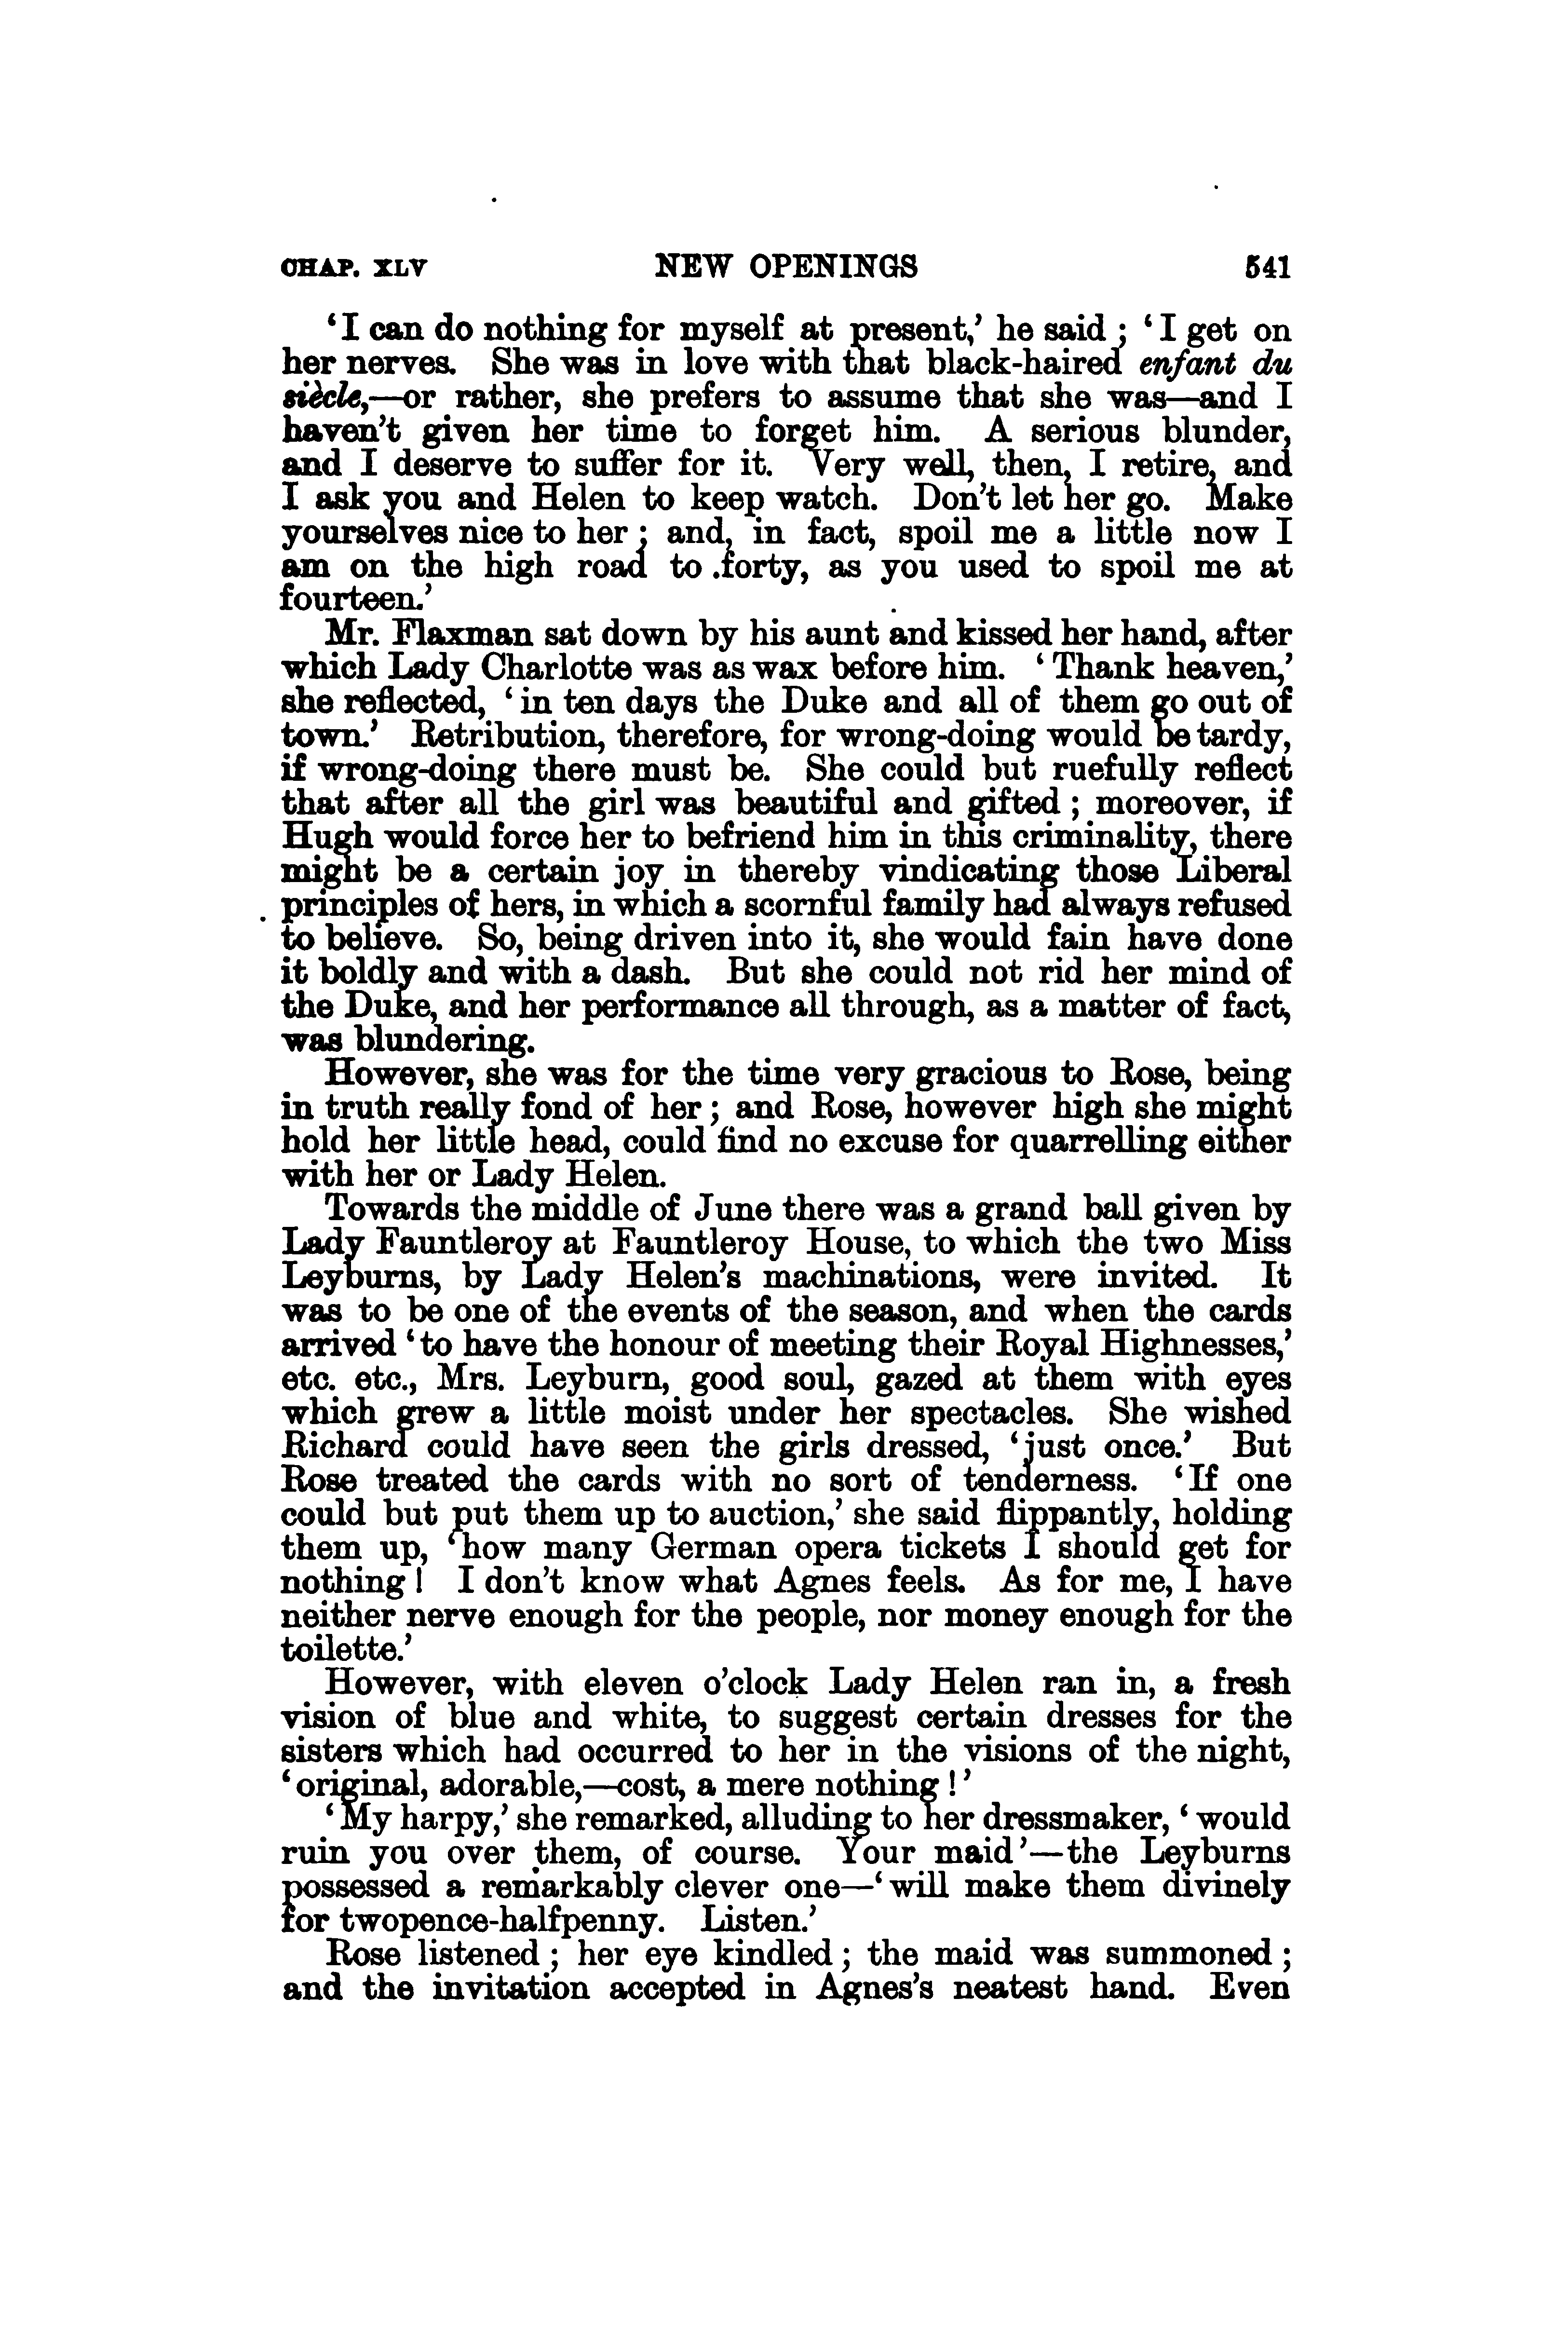 CHAP. XLV NEW OPENINGS 541
‘I can do nothing for myself at present,’ he said; ‘I get on
her nerves. She was in love with that black-haired enfant du
siècle,—or rather, she prefers to assume that she was—and I
haven’t given her time to forget him. A serious blunder,
and I deserve to suffer for it. Very well, then, I retire, and
I ask you and Helen to keep watch. Don’t let her go. Make
yourselves nice to her; and, in fact, spoil me a little now I
am on the high road to forty, as you used to spoil me at
fourteen.’
Mr. Flaxman sat down by his aunt and kissed her hand, after
which Lady Charlotte was as wax before him. ‘Thank heaven,’
she reflected, ‘in ten days the Duke and all of them go out of
town.’ Retribution, therefore, for wrong-doing would be tardy,
if wrong-doing there must be. She could but ruefully reflect
that after all the girl was beautiful and gifted; moreover, if
Hugh would force her to befriend him in this criminality, there
might be a certain joy in thereby vindicating those Liberal
principles of hers, in which a scornful family had always refused
to believe. So, being driven into it, she would fain have done
it boldly and with a dash. But she could not rid her mind of
the Duke, and her performance all through, as a matter of fact,
was blundering.
However, she was for the time very gracious to Rose, being
in truth really fond of her; and Rose, however high she might
hold her little head, could find no excuse for quarrelling either
with her or Lady Helen.
Towards the middle of June there was a grand ball given by
Lady Fauntleroy at Fauntleroy House, to which the two Miss
Leyburns, by Lady Helen’s machinations, were invited. It
was to be one of the events of the season, and when the cards
arrived ‘to have the honour of meeting their Royal Highnesses,’
etc. etc., Mrs. Leyburn, good soul, gazed at them with eyes
which grew a little moist under her spectacles. She wished
Richard could have seen the girls dressed, ‘just once.’ But
Rose treated the cards with no sort of tenderness. ‘If one
could but put them up to auction,’ she said flippantly, holding
them up, ‘how many German opera tickets I should get for
nothing! I don’t know what Agnes feels. As for me, I have
neither nerve enough for the people, nor money enough for the
toilette.’
However, with eleven o’clock Lady Helen ran in, a fresh
vision of blue and white, to suggest certain dresses for the
sisters which had occurred to her in the visions of the night,
‘original, adorable,—cost, a mere nothing!’
‘My harpy,’ she remarked, alluding to her dressmaker, ‘would
ruin you over them, of course. Your maid’—the Leyburns
possessed a remarkably clever one—‘will make them divinely
for twopence-halfpenny. Listen.’
Rose listened; her eye kindled; the maid was summoned;
and the invitation accepted in Agnes’s neatest hand. Even